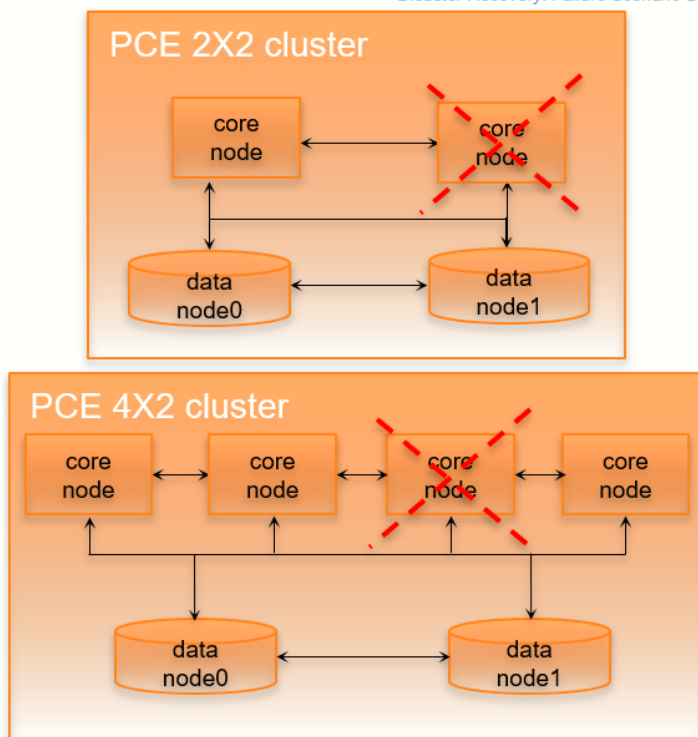 PCE 2X2 cluster
core
node
core
node
data
node0
data
node1
PCE 4X2 cluster
core
node
core
node
core
node
core
node
data
node0
data
node1